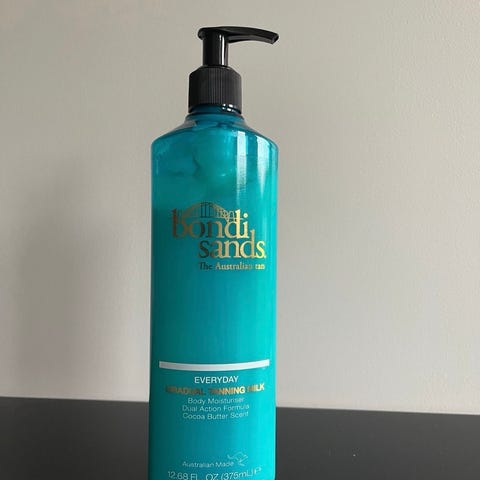 bondi
sands.
The Australian tan
EVERYDAY
GRADUAL TANNING MILK
Body Moisturiser
Dual Action Formula
Cocoa Butter Scent
Australian Made
12.68 FL. OZ (375mL) e